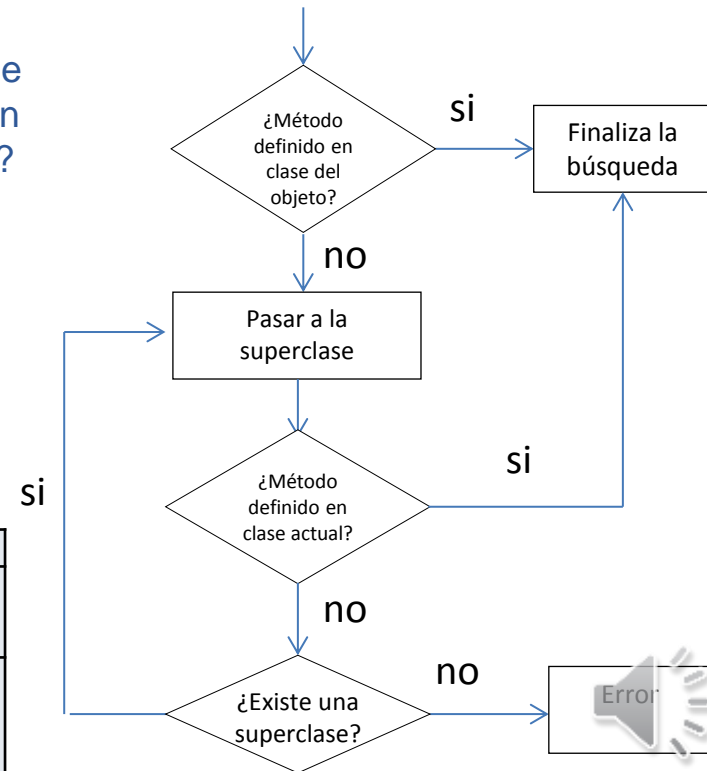 e
n
?
¿Método
definido en
clase del
objeto?
si
Finaliza la
búsqueda
no
Pasar a la
superclase
¿Método
definido en
clase actual?
si
si
no
¿Existe una
superclase?
no
Error